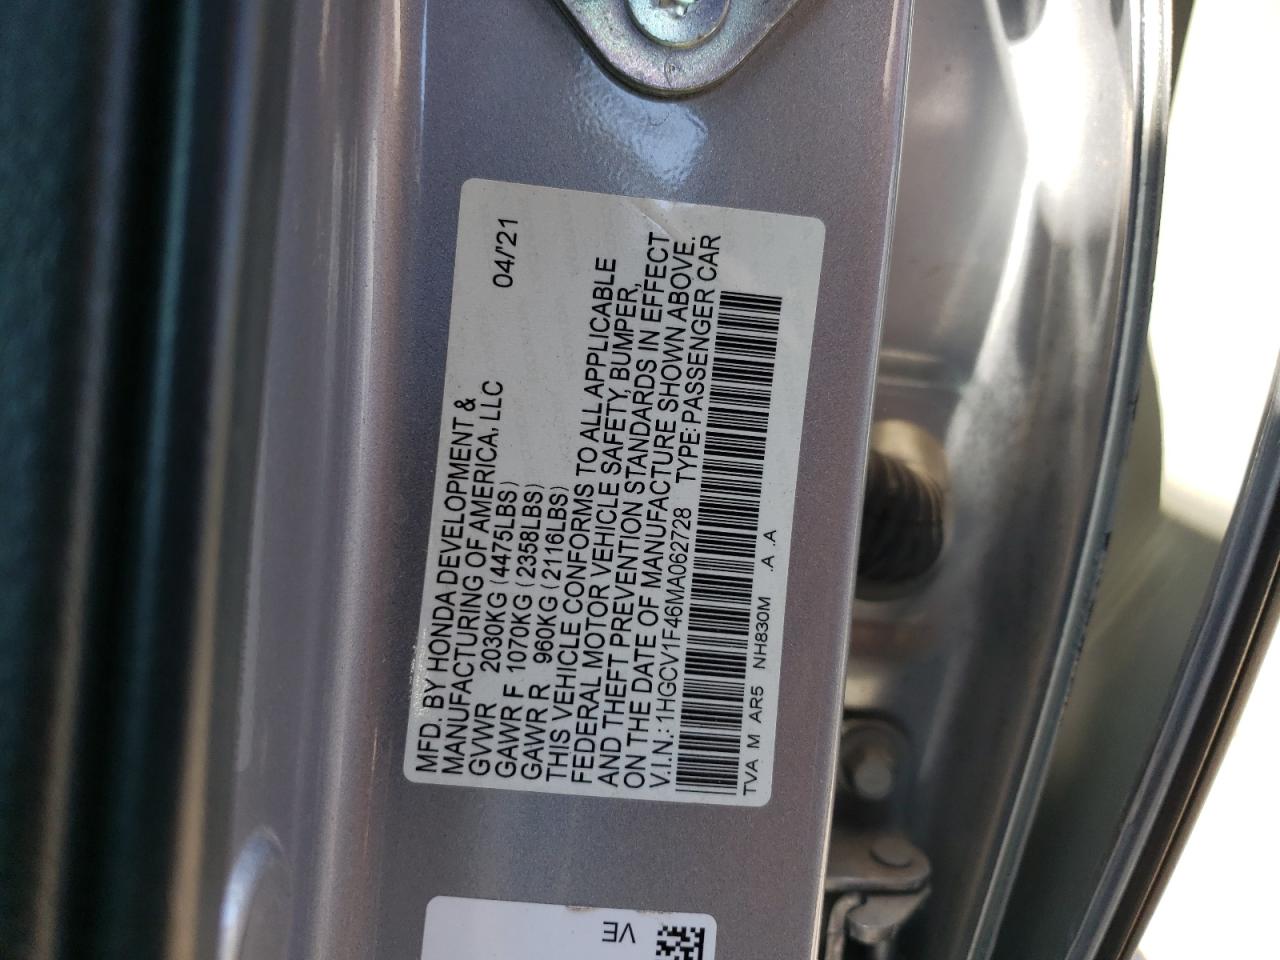 MFD. BY HONDA DEVELOPMENT &
MANUFACTURING OF AMERICA, LLC 04/'21
GVWR 2030KG (4475LBS)
GAWR F 1070KG (2358LBS)
GAWR R 960KG (2116LBS)
THIS VEHICLE CONFORMS TO ALL APPLICABLE
FEDERAL MOTOR VEHICLE SAFETY, BUMPER,
AND THEFT PREVENTION STANDARDS IN EFFECT
ON THE DATE OF MANUFACTURE SHOWN ABOVE.
V.I.N.: 1HGCV1F46MA062728 TYPE: PASSENGER CAR
TVA M AR5 NH830M .A .A
VE